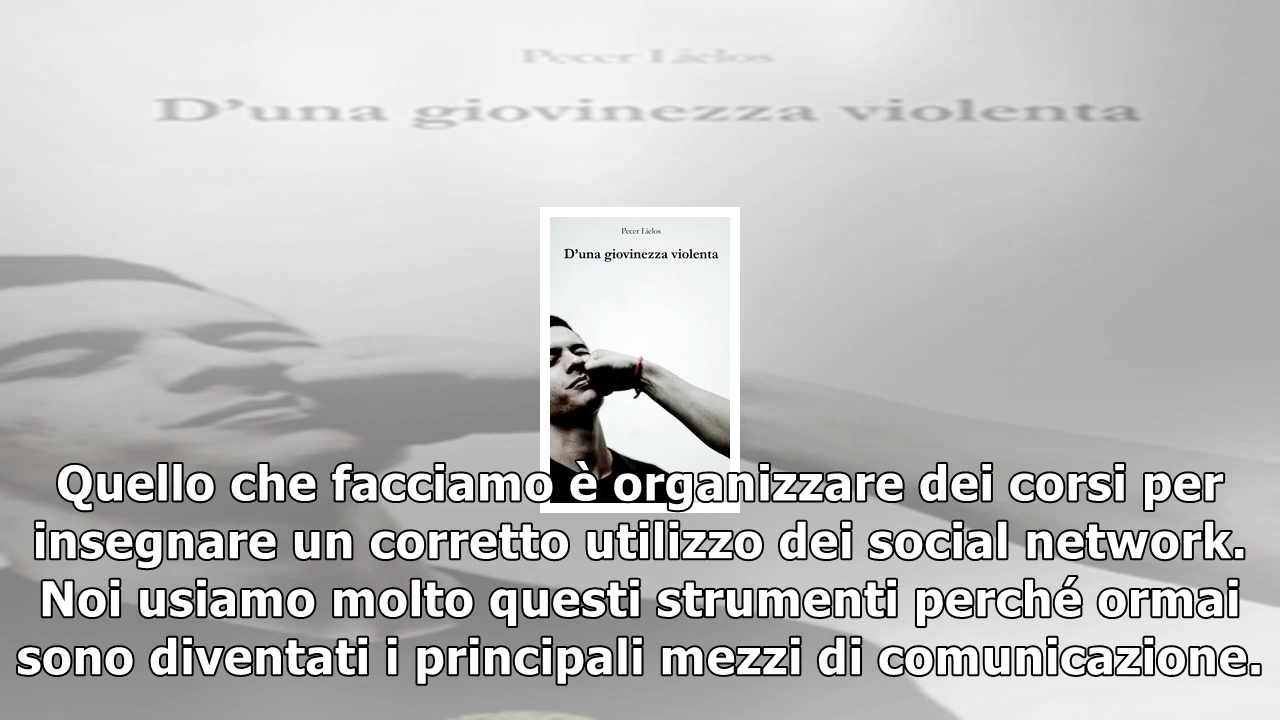 Pecer Lielos
D'una giovinezza violenta
Pecer Lielos
D'una giovinezza violenta
Quello che facciamo è organizzare dei corsi per
insegnare un corretto utilizzo dei social network.
Noi usiamo molto questi strumenti perché ormai
sono diventati i principali mezzi di comunicazione.